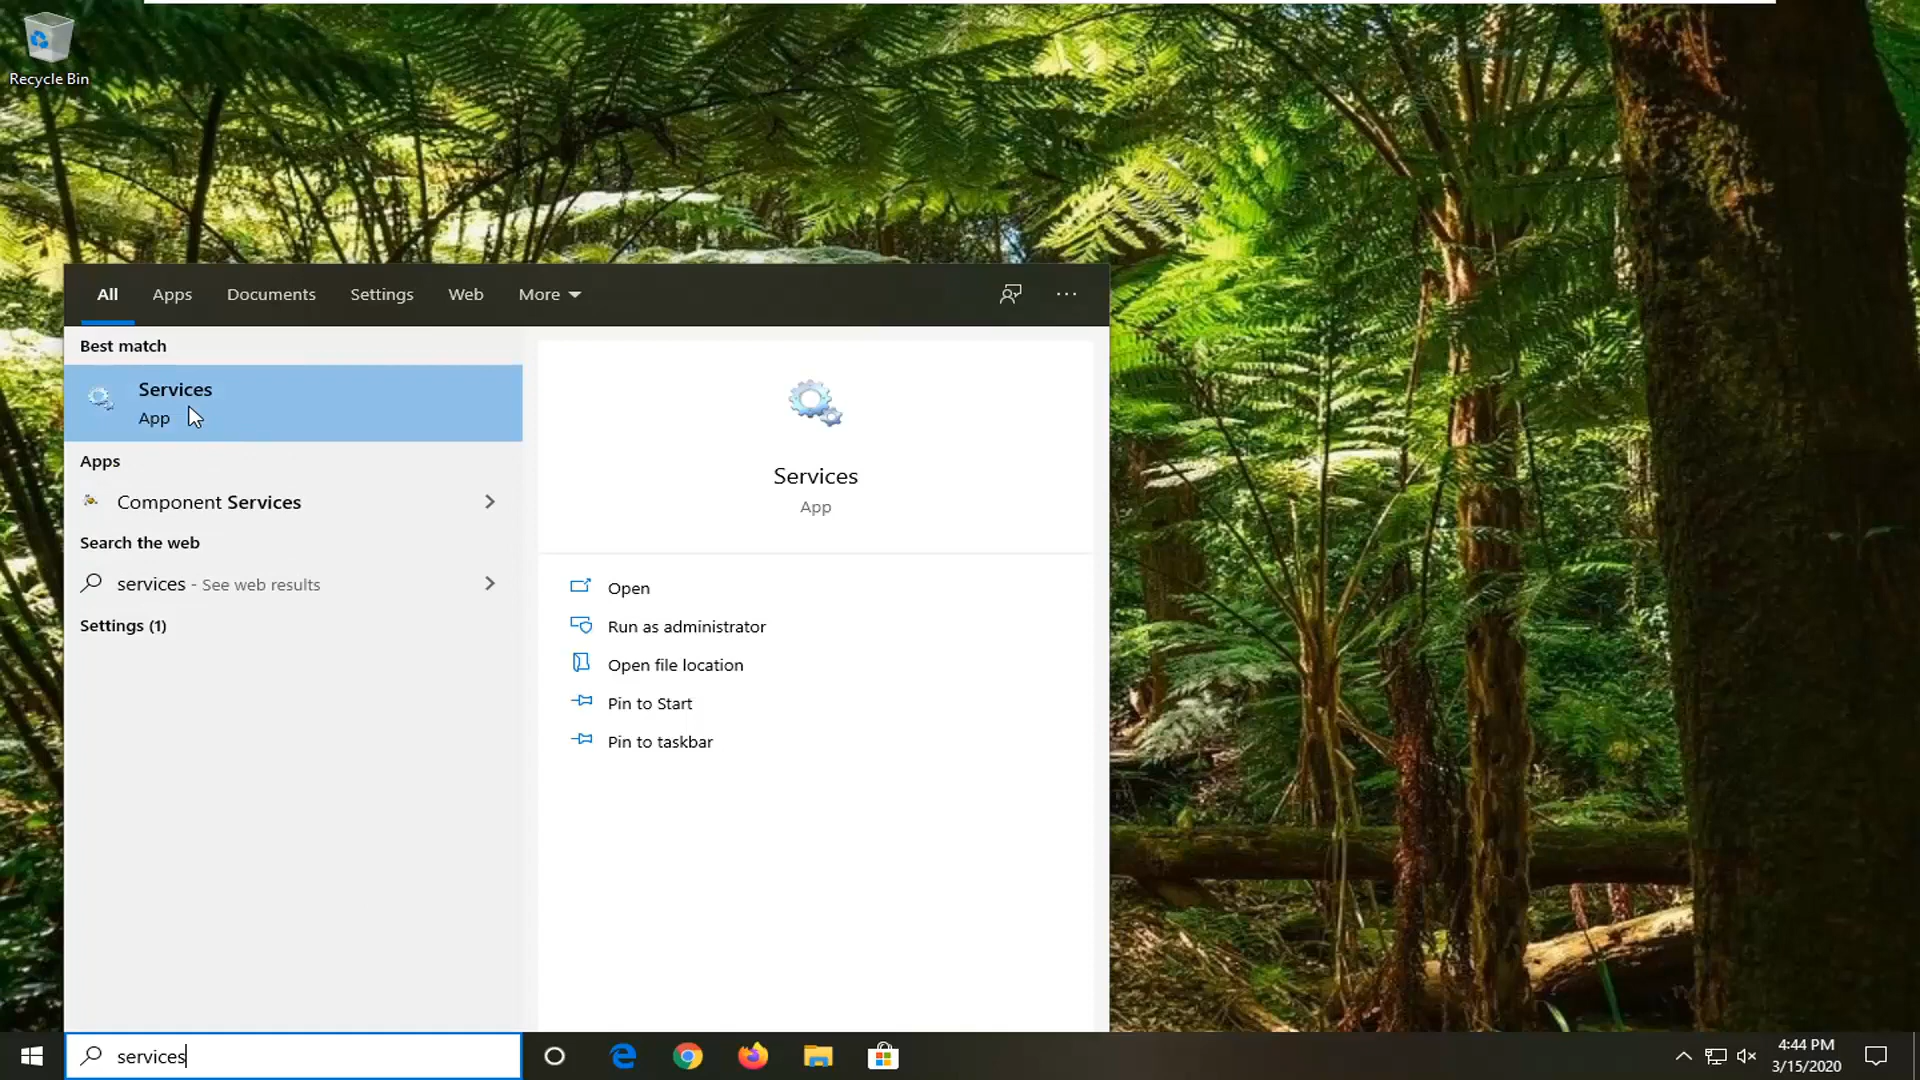 Recycle Bin
All Apps Documents Settings Web More ...
Best match
Services
App
Apps
Component Services
Search the web
services - See web results
Settings (1)
Services
App
Open
Run as administrator
Open file location
Pin to Start
Pin to taskbar
services
4:44 PM
3/15/2020